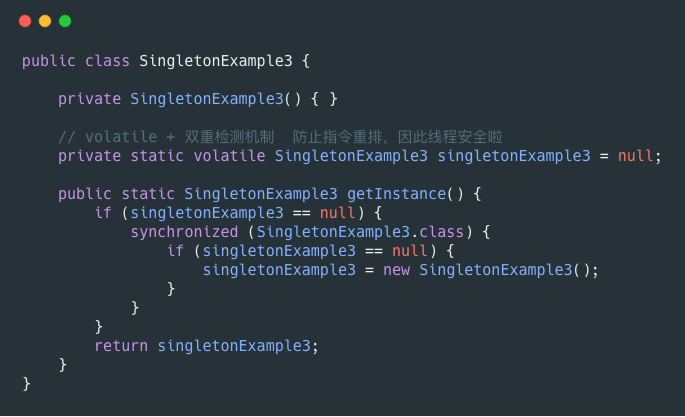 public class SingletonExample3 {
private SingletonExample3() { }
// volatile + 双重检测机制  防止指令重排，因此线程安全啦
private static volatile SingletonExample3 singletonExample3 = null;
public static SingletonExample3 getInstance() {
if (singletonExample3 == null) {
synchronized (SingletonExample3.class) {
if (singletonExample3 == null) {
singletonExample3 = new SingletonExample3();
}
}
}
return singletonExample3;
}
}